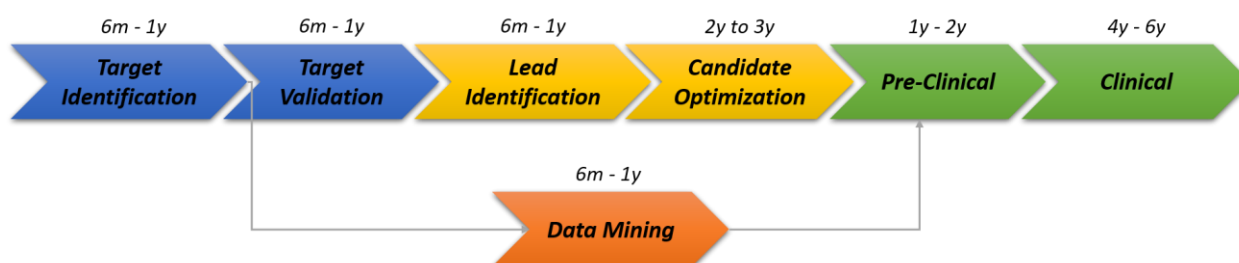 6m - 1y
6m - 1y
6m - 1y
2y to 3y
1y - 2y
4y - 6y
Target
Identification
Target
Validation
Lead
Identification
Candidate
Optimization
Pre-Clinical
Clinical
6m - 1y
Data Mining